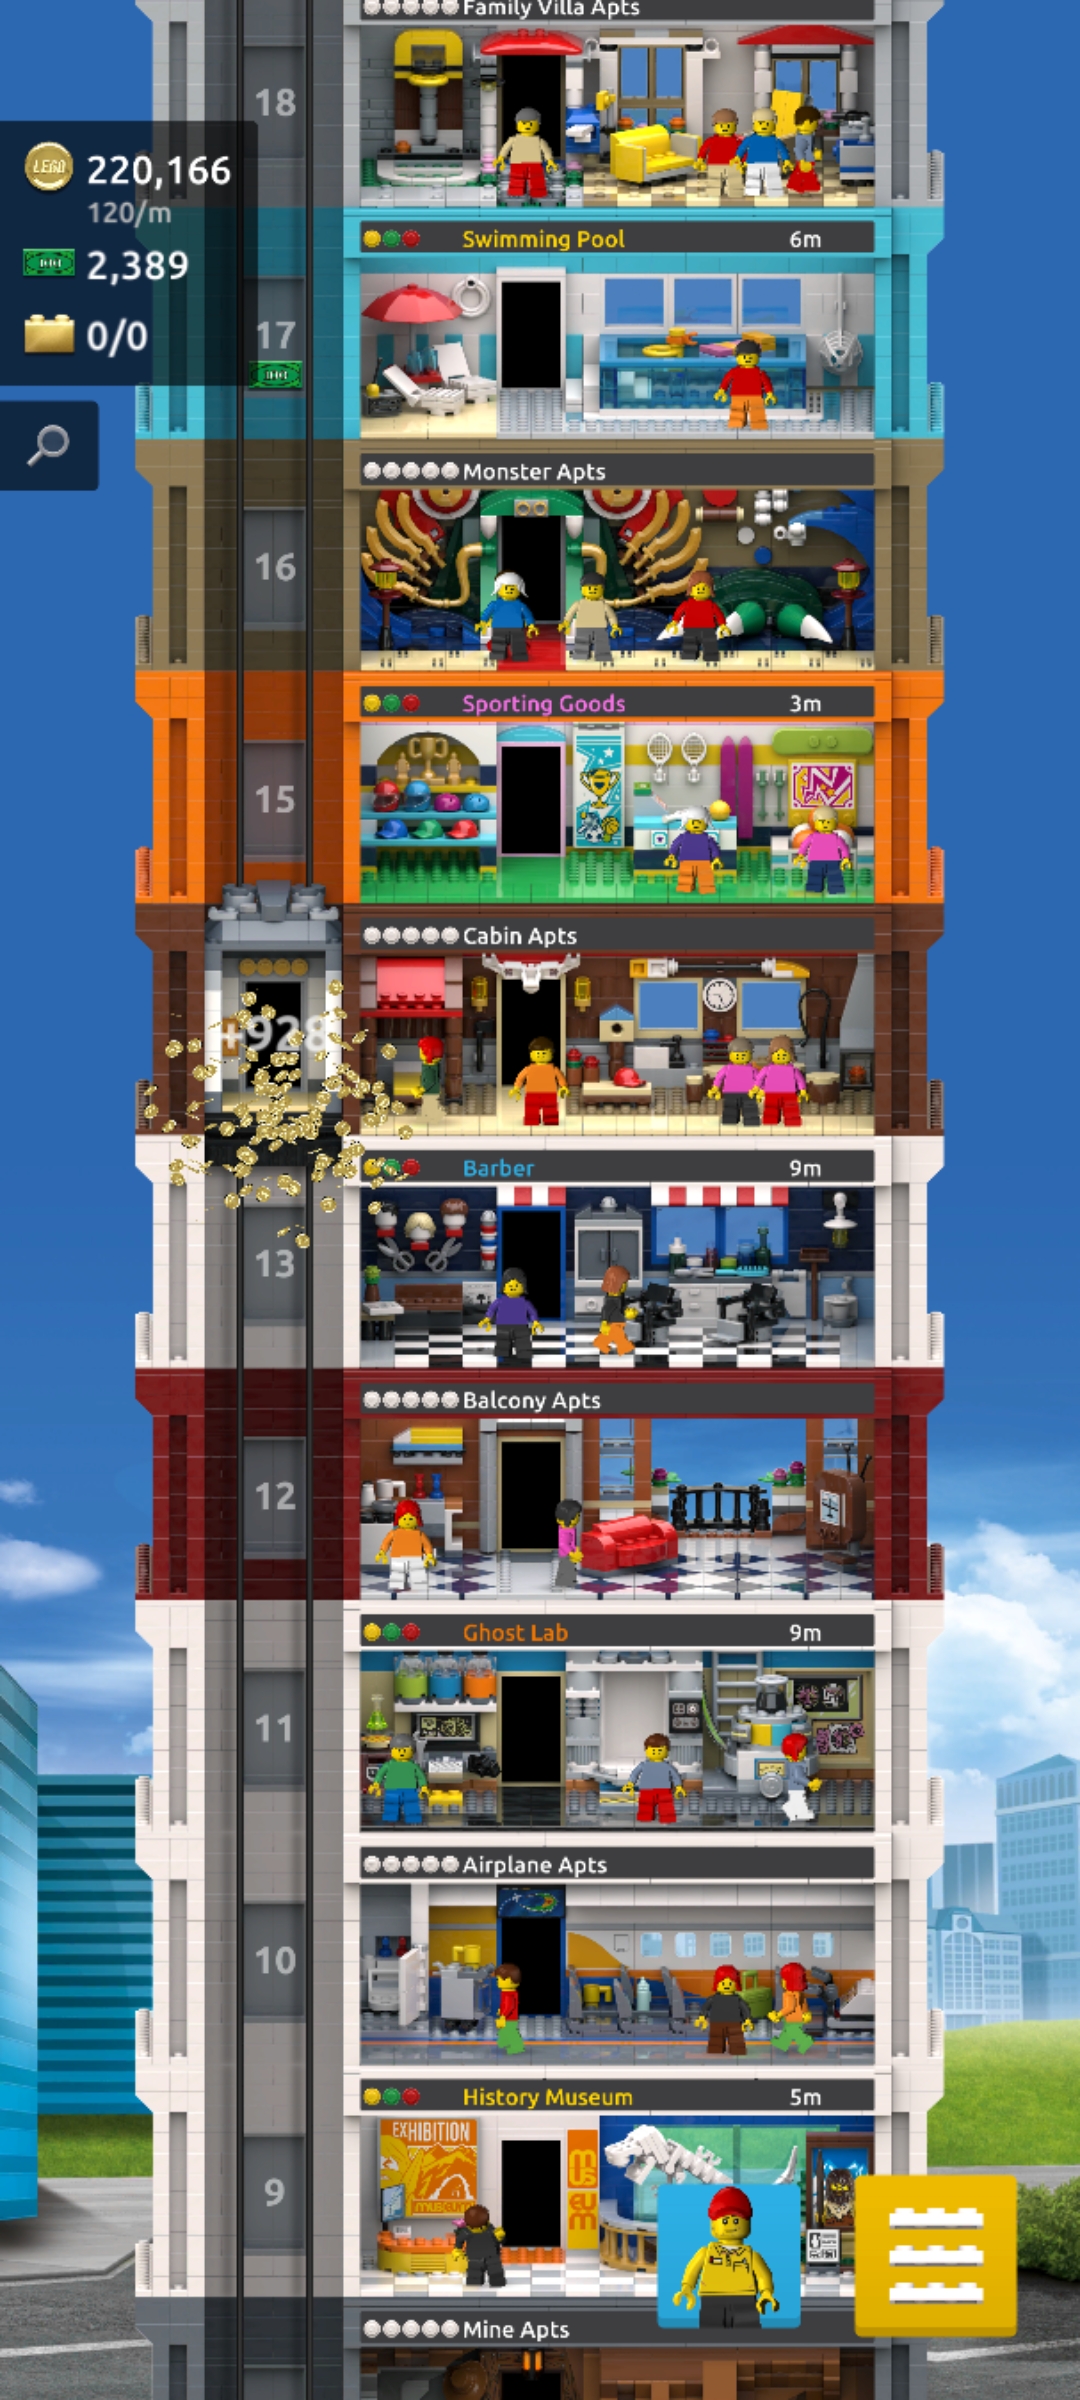 Family Villa Apts
18
LEGO
220,166
120/m
2,389
0/0
Swimming Pool 6m
17
Monster Apts
16
Sporting Goods 3m
15
Cabin Apts
+928
Barber 9m
13
Balcony Apts
12
Ghost Lab 9m
11
Airplane Apts
10
History Museum 5m
EXHIBITION
museum
MUS
EUM
9
Mine Apts